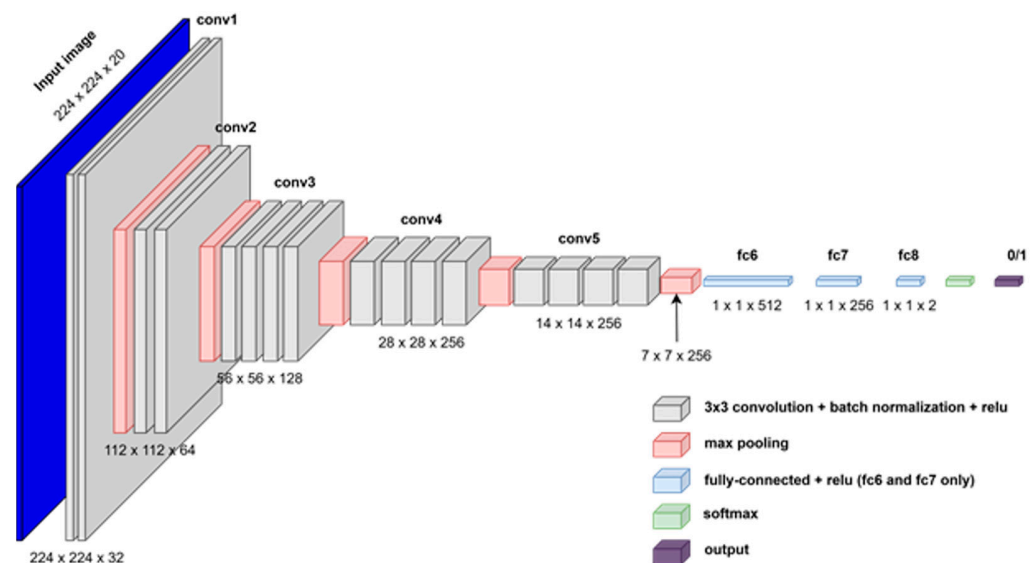 Input image
224 x 224 x 20
conv1
conv2
conv3
conv4
conv5
fc6
fc7
fc8
0/1
224 x 224 x 32
112 x 112 x 64
56 x 56 x 128
28 x 28 x 256
14 x 14 x 256
7 x 7 x 256
1 x 1 x 512
1 x 1 x 256
1 x 1 x 2
3x3 convolution + batch normalization + relu
max pooling
fully-connected + relu (fc6 and fc7 only)
softmax
output